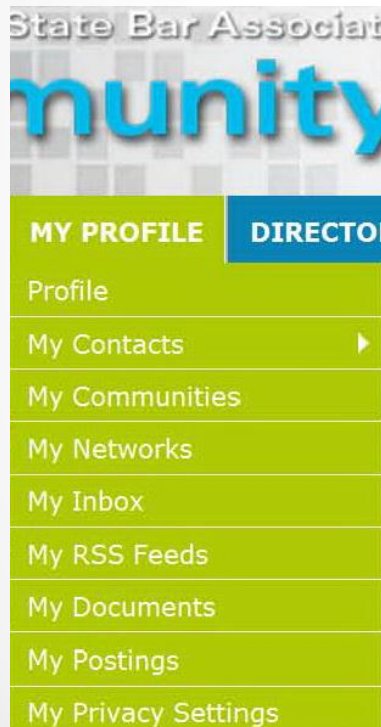 State Bar Associat
munity
MY PROFILE DIRECTO
Profile
My Contacts
My Communities
My Networks
My Inbox
My RSS Feeds
My Documents
My Postings
My Privacy Settings